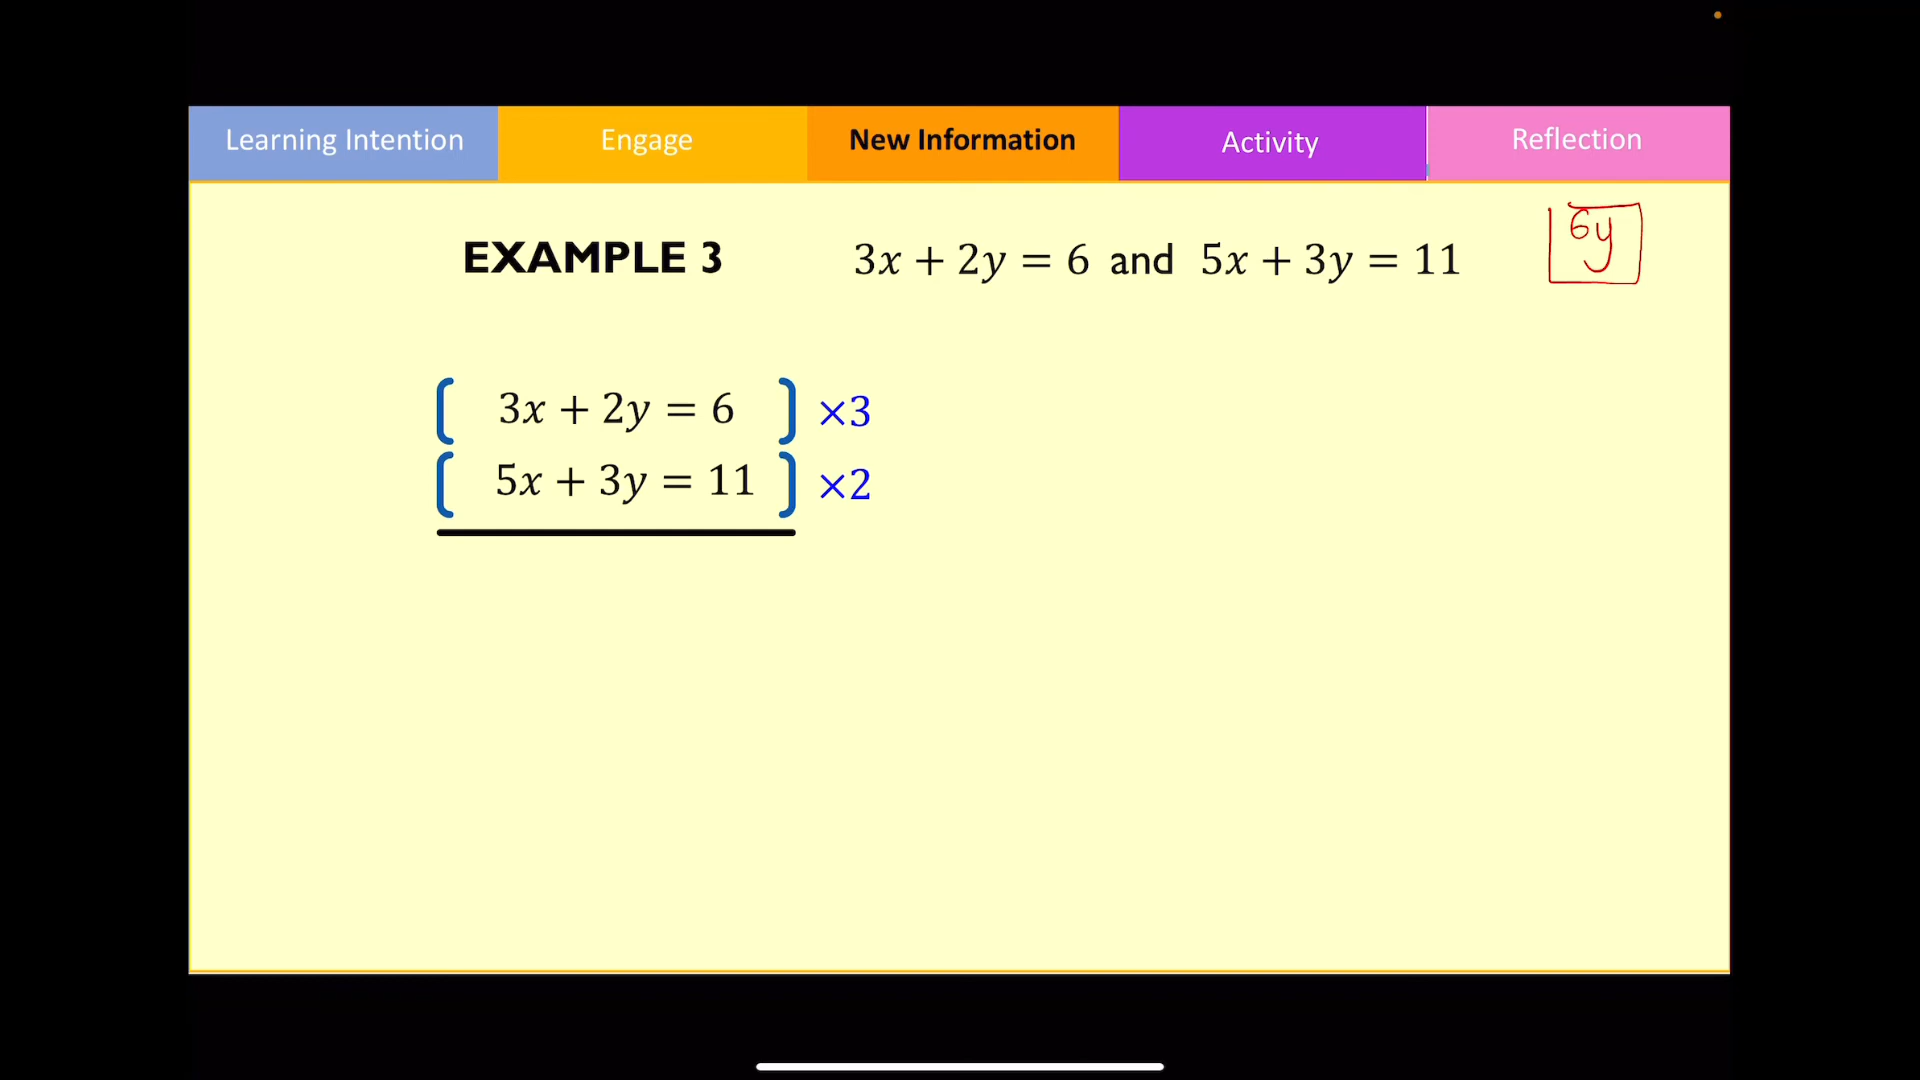 Learning Intention Engage New Information Activity Reflection
EXAMPLE 3 3x + 2y = 6 and 5x + 3y = 11 6y
[ 3x + 2y = 6 ] ×3
[ 5x + 3y = 11 ] ×2